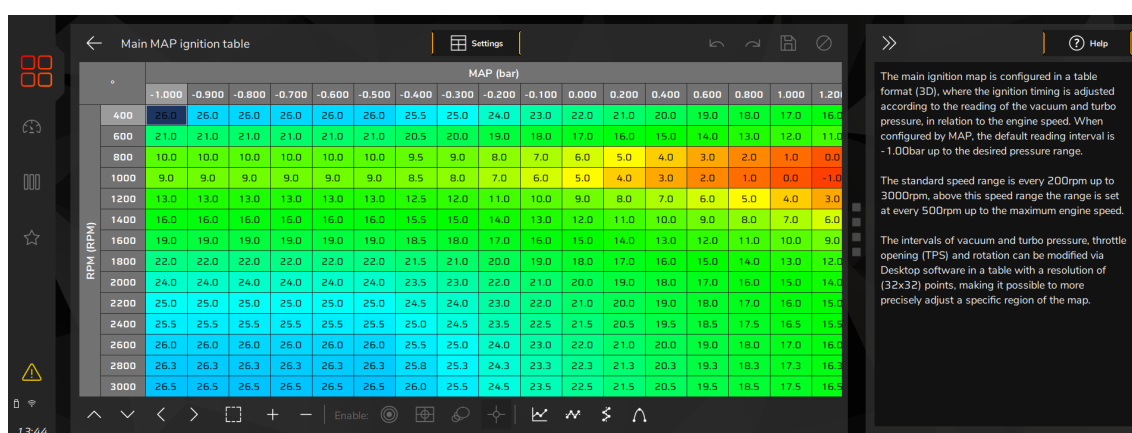 Main MAP ignition table
Settings
Help
°
MAP (bar)
-1.000 -0.900 -0.800 -0.700 -0.600 -0.500 -0.400 -0.300 -0.200 -0.100 0.000 0.200 0.400 0.600 0.800 1.000 1.20
RPM (RPM)
400 26.0 26.0 26.0 26.0 26.0 26.0 25.5 25.0 24.0 23.0 22.0 21.0 20.0 19.0 18.0 17.0 16.0
600 21.0 21.0 21.0 21.0 21.0 21.0 20.5 20.0 19.0 18.0 17.0 16.0 15.0 14.0 13.0 12.0 11.0
800 10.0 10.0 10.0 10.0 10.0 10.0 9.5 9.0 8.0 7.0 6.0 5.0 4.0 3.0 2.0 1.0 0.0
1000 9.0 9.0 9.0 9.0 9.0 9.0 8.5 8.0 7.0 6.0 5.0 4.0 3.0 2.0 1.0 0.0 -1.0
1200 13.0 13.0 13.0 13.0 13.0 13.0 12.5 12.0 11.0 10.0 9.0 8.0 7.0 6.0 5.0 4.0 3.0
1400 16.0 16.0 16.0 16.0 16.0 16.0 15.5 15.0 14.0 13.0 12.0 11.0 10.0 9.0 8.0 7.0 6.0
1600 19.0 19.0 19.0 19.0 19.0 19.0 18.5 18.0 17.0 16.0 15.0 14.0 13.0 12.0 11.0 10.0 9.0
1800 22.0 22.0 22.0 22.0 22.0 22.0 21.5 21.0 20.0 19.0 18.0 17.0 16.0 15.0 14.0 13.0 12.0
2000 24.0 24.0 24.0 24.0 24.0 24.0 23.5 23.0 22.0 21.0 20.0 19.0 18.0 17.0 16.0 15.0 14.0
2200 25.0 25.0 25.0 25.0 25.0 25.0 24.5 24.0 23.0 22.0 21.0 20.0 19.0 18.0 17.0 16.0 15.0
2400 25.5 25.5 25.5 25.5 25.5 25.5 25.0 24.5 23.5 22.5 21.5 20.5 19.5 18.5 17.5 16.5 15.5
2600 26.0 26.0 26.0 26.0 26.0 26.0 25.5 25.0 24.0 23.0 22.0 21.0 20.0 19.0 18.0 17.0 16.0
2800 26.3 26.3 26.3 26.3 26.3 26.3 25.8 25.3 24.3 23.3 22.3 21.3 20.3 19.3 18.3 17.3 16.3
3000 26.5 26.5 26.5 26.5 26.5 26.5 26.0 25.5 24.5 23.5 22.5 21.5 20.5 19.5 18.5 17.5 16.5
Enable:
13:44
The main ignition map is configured in a table
format (3D), where the ignition timing is adjusted
according to the reading of the vacuum and turbo
pressure, in relation to the engine speed. When
configured by MAP, the default reading interval is
-1.00bar up to the desired pressure range.
The standard speed range is every 200rpm up to
3000rpm, above this speed range the range is set
at every 500rpm up to the maximum engine speed.
The intervals of vacuum and turbo pressure, throttle
opening (TPS) and rotation can be modified via
Desktop software in a table with a resolution of
(32x32) points, making it possible to more
precisely adjust a specific region of the map.